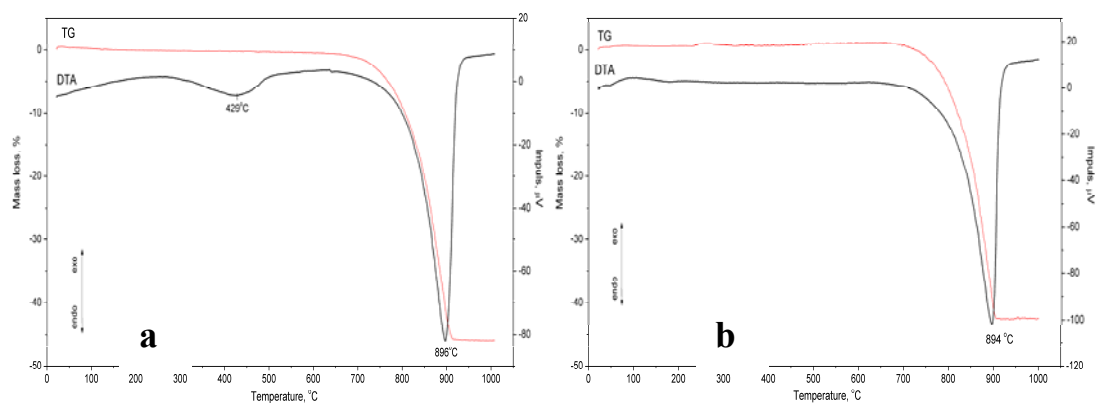 TG
DTA
429°C
896°C
exo
endo
a
Mass loss, %
0
-10
-20
-30
-40
-50
20
0
-20
-40
-60
-80
Impuls, µV
0 100 200 300 400 500 600 700 800 900 1000
Temperature, °C
TG
DTA
894 °C
exo
endo
b
Mass loss, %
0
-10
-20
-30
-40
-50
20
0
-20
-40
-60
-80
-100
-120
Impuls, µV
0 100 200 300 400 500 600 700 800 900 1000
Temperature, °C